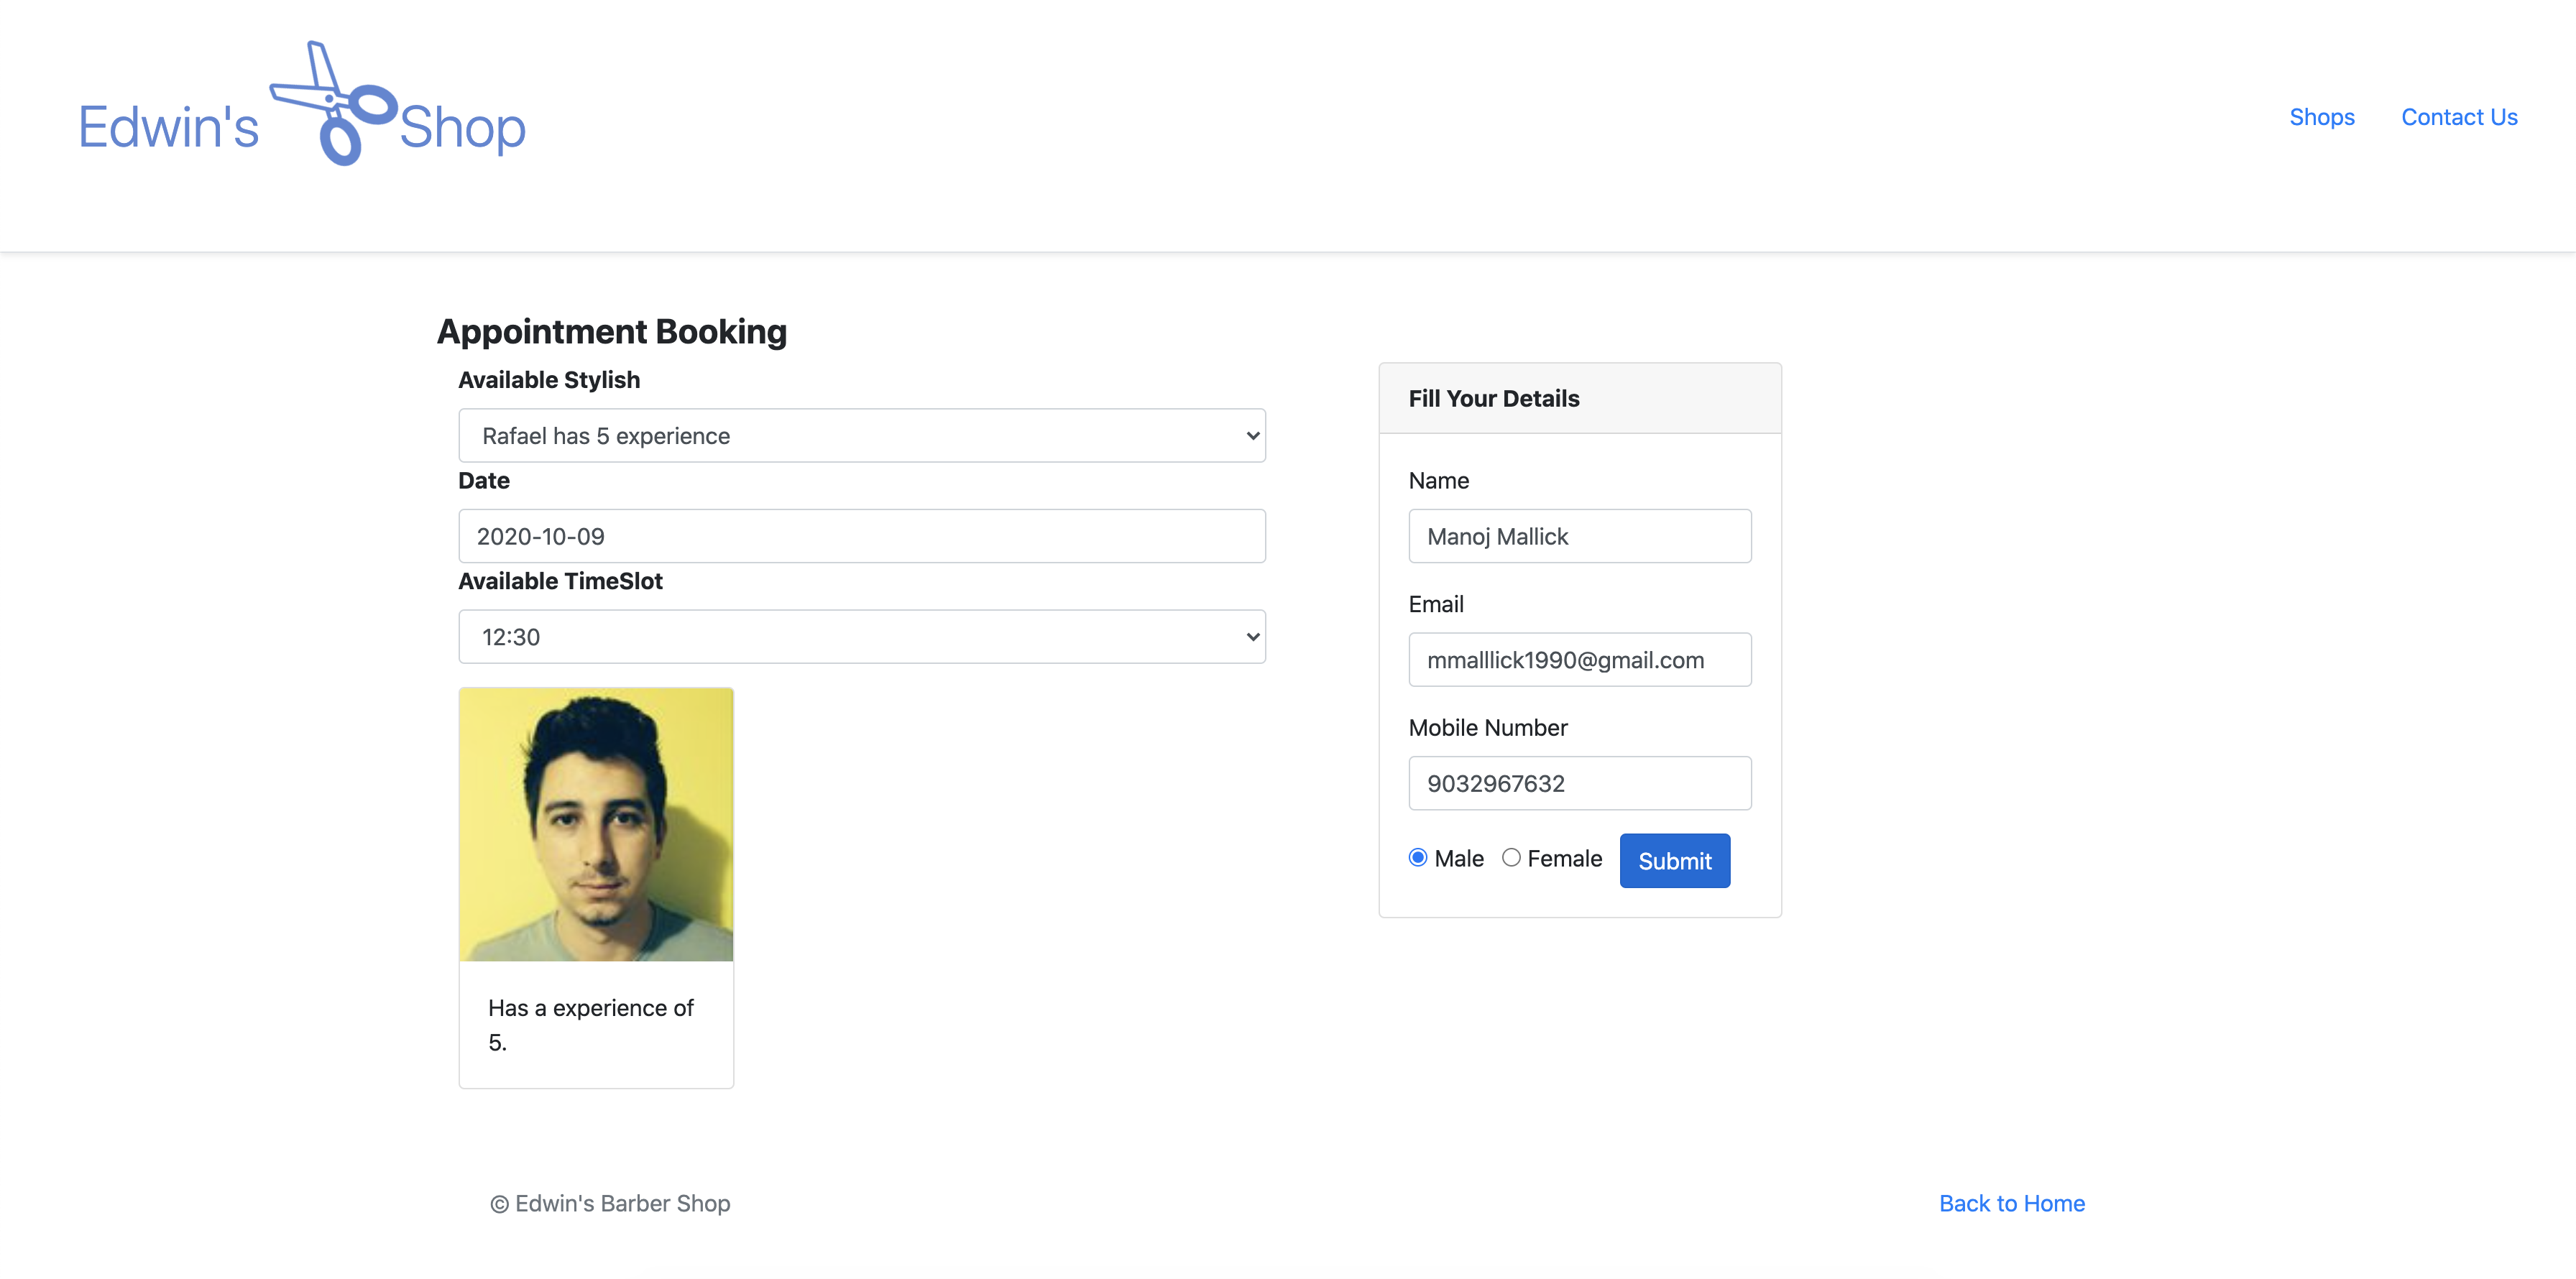 Edwin's Shop
Shops
Contact Us
Appointment Booking
Available Stylish
Rafael has 5 experience
Date
2020-10-09
Available TimeSlot
12:30
Has a experience of
5.
Fill Your Details
Name
Manoj Mallick
Email
mmalllick1990@gmail.com
Mobile Number
9032967632
Male Female Submit
© Edwin's Barber Shop
Back to Home